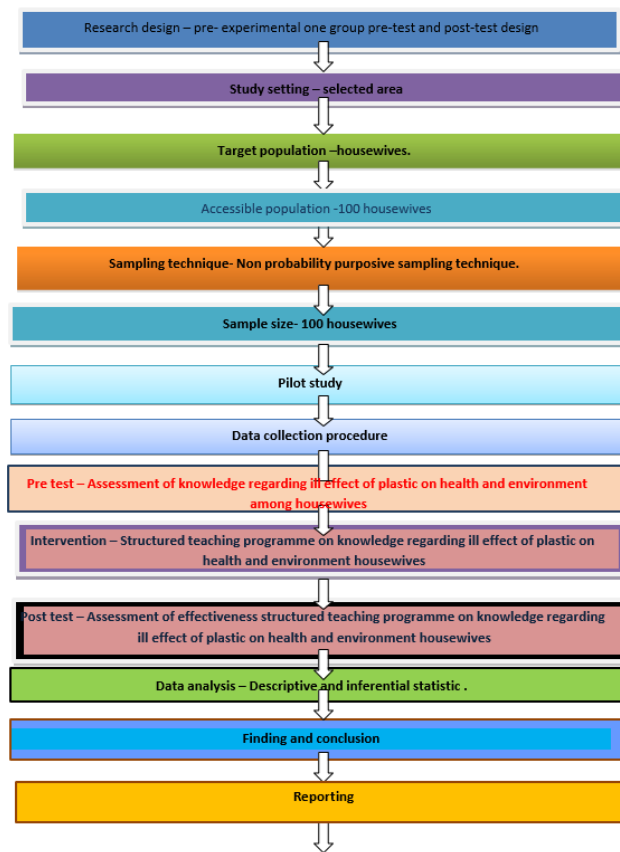 Research design – pre- experimental one group pre-test and post-test design
Study setting – selected area
Target population –housewives.
Accessible population -100 housewives
Sampling technique- Non probability purposive sampling technique.
Sample size- 100 housewives
Pilot study
Data collection procedure
Pre test – Assessment of knowledge regarding ill effect of plastic on health and environment
among housewives
Intervention – Structured teaching programme on knowledge regarding ill effect of plastic on
health and environment housewives
Post test – Assessment of effectiveness structured teaching programme on knowledge regarding
ill effect of plastic on health and environment housewives
Data analysis – Descriptive and inferential statistic .
Finding and conclusion
Reporting